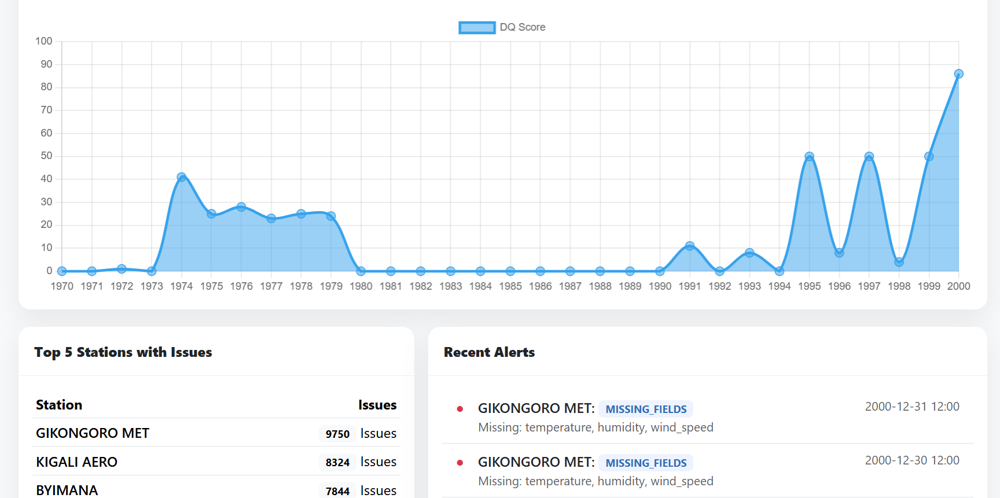 DQ Score
100
90
80
70
60
50
40
30
20
10
0
1970 1971 1972 1973 1974 1975 1976 1977 1978 1979 1980 1981 1982 1983 1984 1985 1986 1987 1988 1989 1990 1991 1992 1993 1994 1995 1996 1997 1998 1999 2000
Top 5 Stations with Issues
Station Issues
GIKONGORO MET 9750 Issues
KIGALI AERO 8324 Issues
BYIMANA 7844 Issues
Recent Alerts
GIKONGORO MET: MISSING_FIELDS 2000-12-31 12:00
Missing: temperature, humidity, wind_speed
GIKONGORO MET: MISSING_FIELDS 2000-12-30 12:00
Missing: temperature, humidity, wind_speed